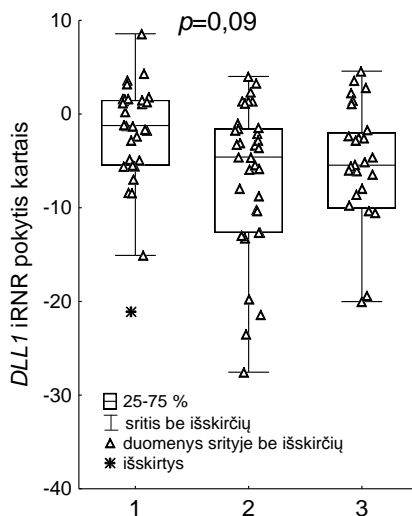 p=0,09
DLL1 iRNR pokytis kartais
10
0
-10
-20
-30
-40
25-75 %
sritis be išskirčių
duomenys srityje be išskirčių
išskirtys
1 2 3